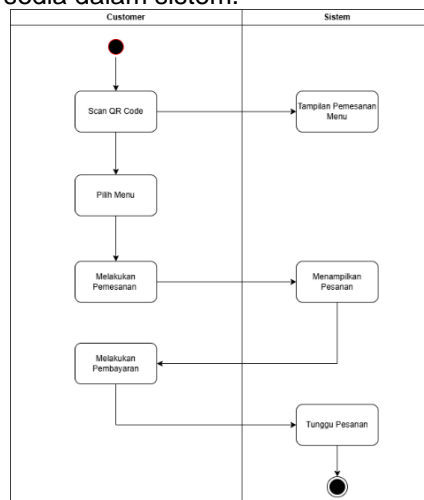 sedia dalam sistem.
Customer
Sistem
Scan QR Code
Tampilan Pemesanan
Menu
Pilih Menu
Melakukan
Pemesanan
Menampilkan
Pesanan
Melakukan
Pembayaran
Tunggu Pesanan